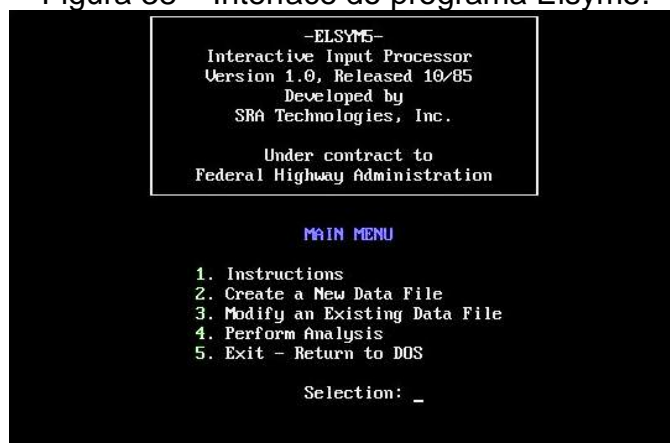 -ELSYM5-
Interactive Input Processor
Version 1.0, Released 10/85
Developed by
SRA Technologies, Inc.
Under contract to
Federal Highway Administration
MAIN MENU
1. Instructions
2. Create a New Data File
3. Modify an Existing Data File
4. Perform Analysis
5. Exit - Return to DOS
Selection: _